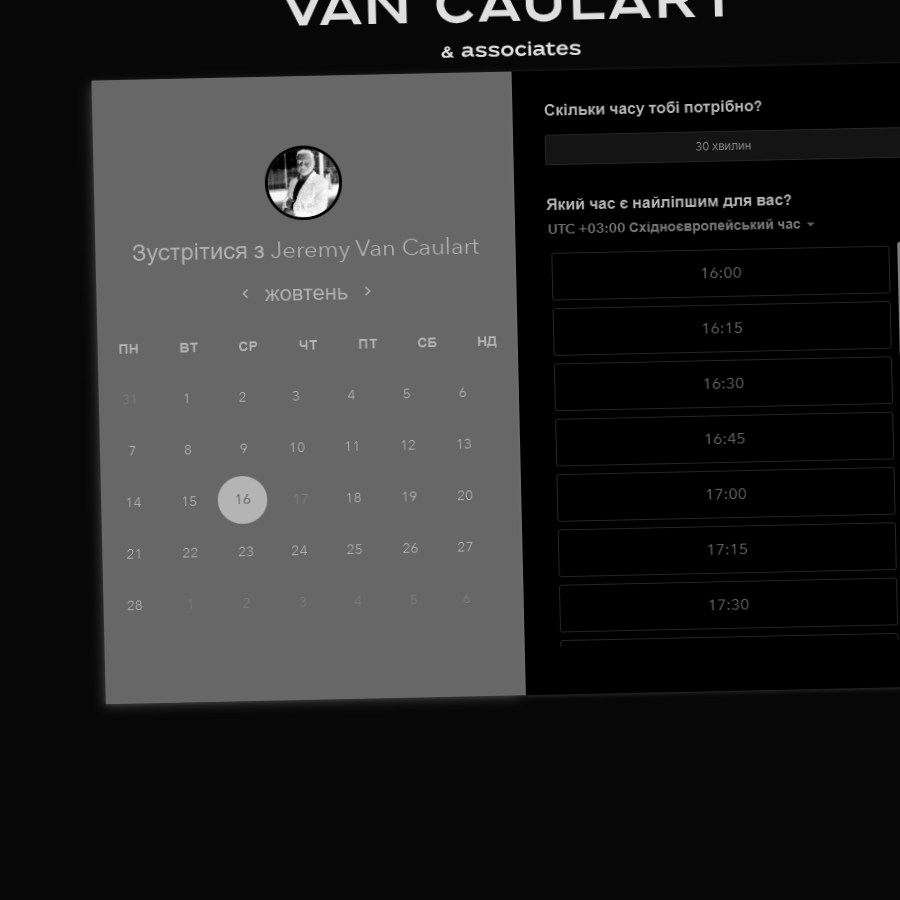 VAN CAULART
& associates
Зустрітися з Jeremy Van Caulart
жовтень
ПН ВТ СР ЧТ ПТ СБ НД
31 1 2 3 4 5 6
7 8 9 10 11 12 13
14 15 16 17 18 19 20
21 22 23 24 25 26 27
28 1 2 3 4 5 6
Скільки часу тобі потрібно?
30 хвилин
Який час є найліпшим для вас?
UTC +03:00 Східноєвропейський час
16:00
16:15
16:30
16:45
17:00
17:15
17:30